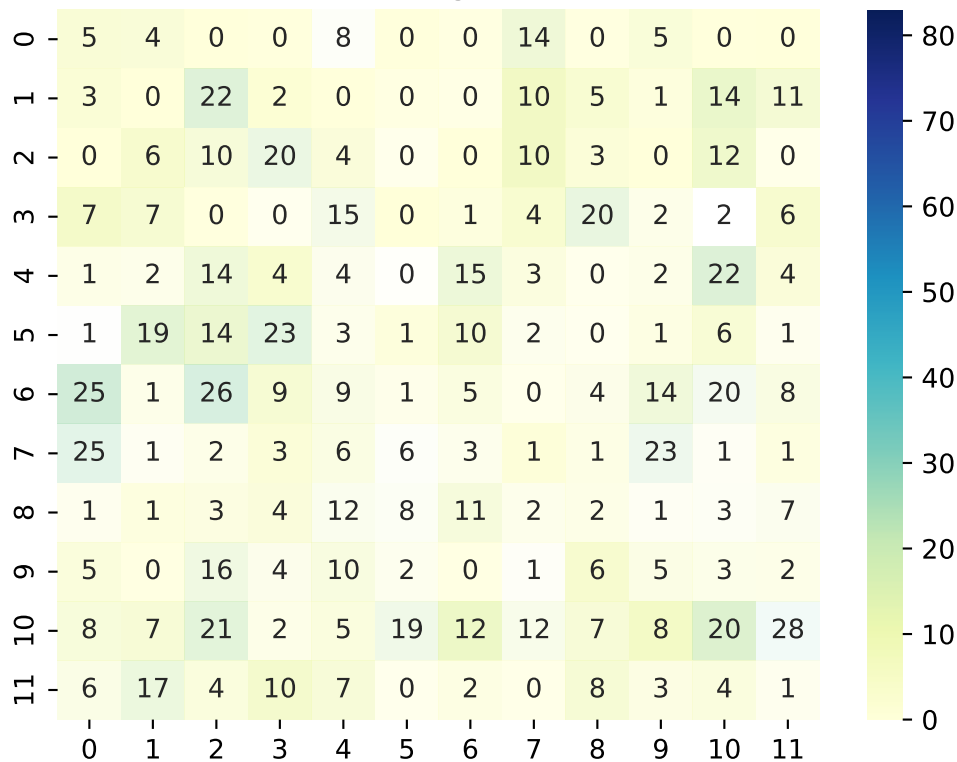 0 5 4 0 0 8 0 0 14 0 5 0 0
1 3 0 22 2 0 0 0 10 5 1 14 11
2 0 6 10 20 4 0 0 10 3 0 12 0
3 7 7 0 0 15 0 1 4 20 2 2 6
4 1 2 14 4 4 0 15 3 0 2 22 4
5 1 19 14 23 3 1 10 2 0 1 6 1
6 25 1 26 9 9 1 5 0 4 14 20 8
7 25 1 2 3 6 6 3 1 1 23 1 1
8 1 1 3 4 12 8 11 2 2 1 3 7
9 5 0 16 4 10 2 0 1 6 5 3 2
10 8 7 21 2 5 19 12 12 7 8 20 28
11 6 17 4 10 7 0 2 0 8 3 4 1
0 1 2 3 4 5 6 7 8 9 10 11
80
70
60
50
40
30
20
10
0